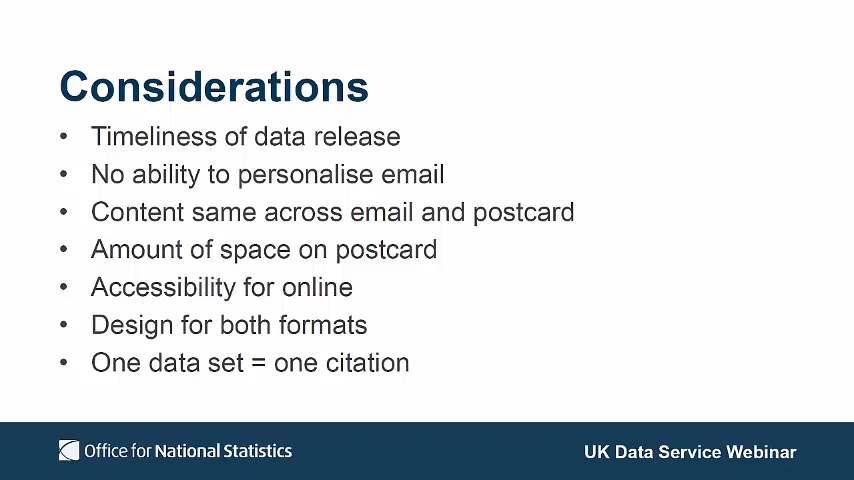 Considerations
• Timeliness of data release
• No ability to personalise email
• Content same across email and postcard
• Amount of space on postcard
• Accessibility for online
• Design for both formats
• One data set = one citation
Office for National Statistics
UK Data Service Webinar